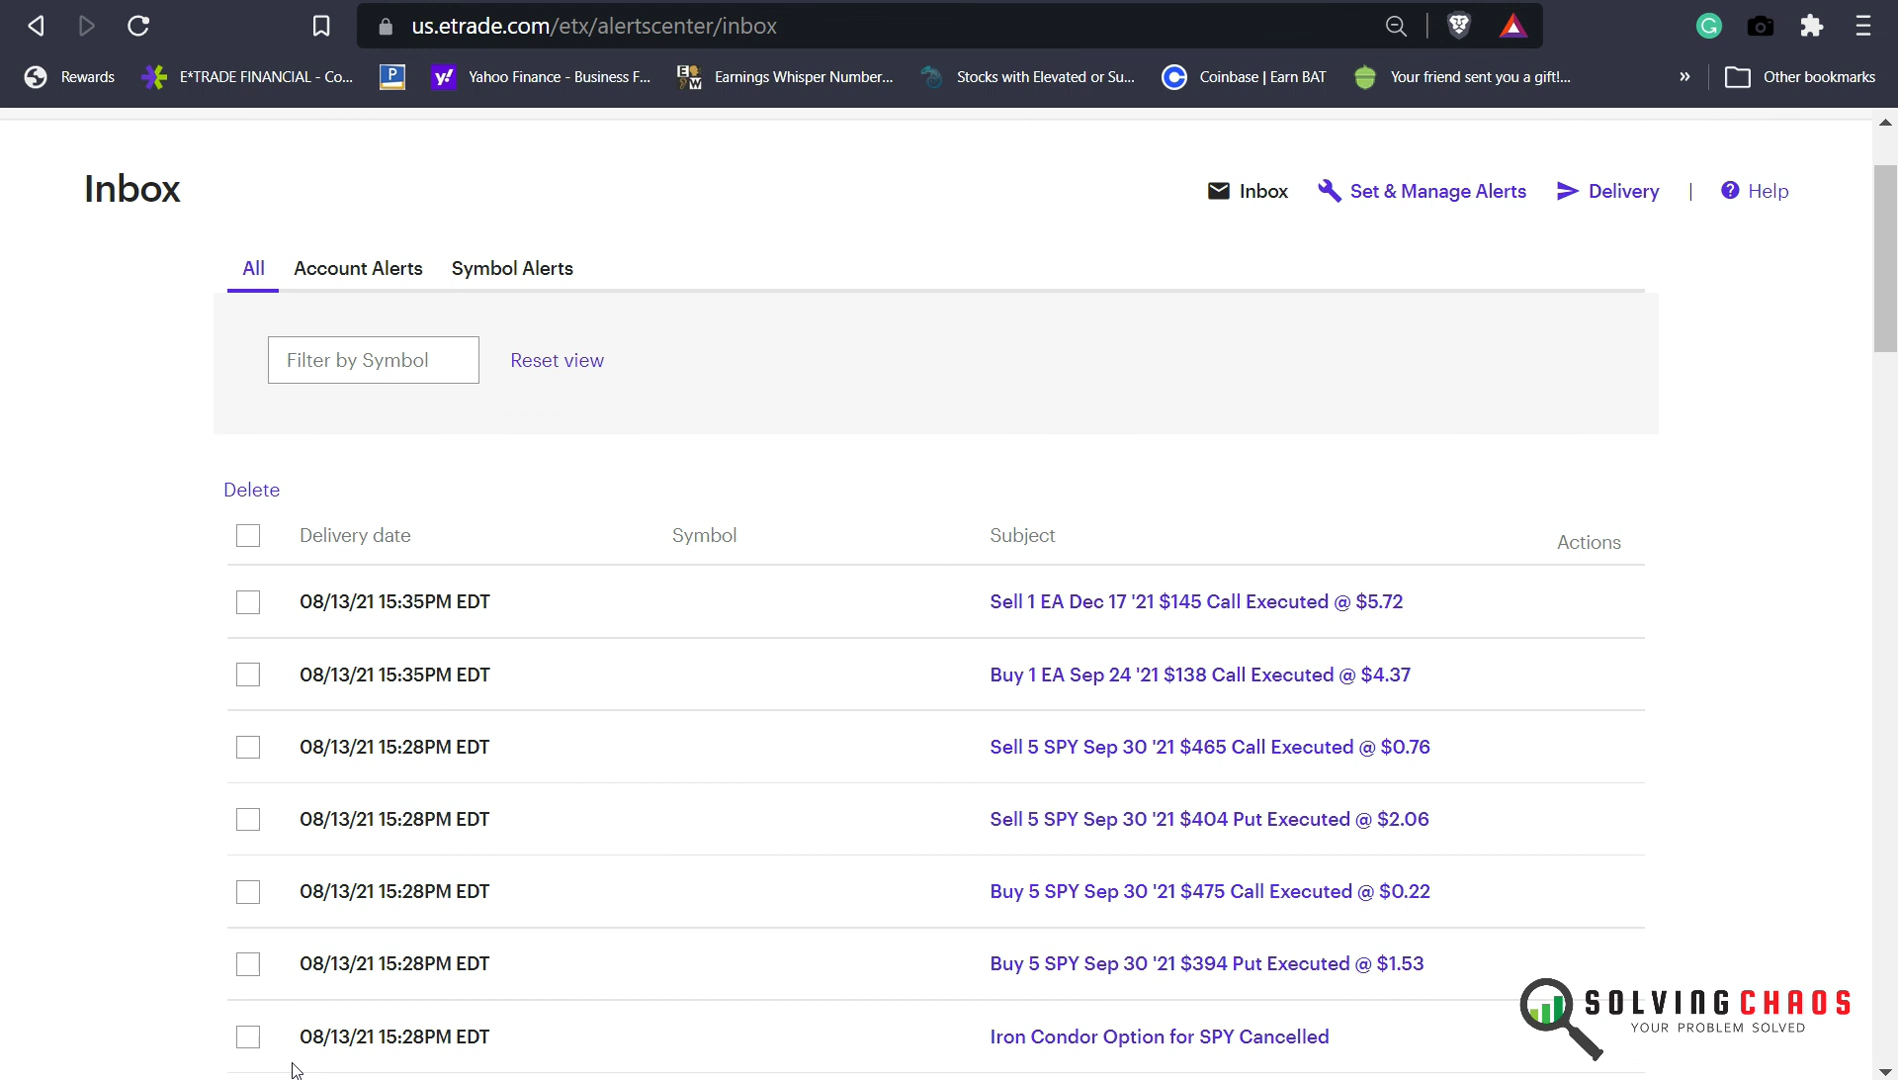 us.etrade.com/etx/alertscenter/inbox
Rewards
E*TRADE FINANCIAL - Co...
P
y!
Yahoo Finance - Business F...
Earnings Whisper Number...
Stocks with Elevated or Su...
Coinbase | Earn BAT
Your friend sent you a gift!...
»
Other bookmarks
Inbox
Inbox
Set & Manage Alerts
Delivery
|
Help
All
Account Alerts
Symbol Alerts
Filter by Symbol
Reset view
Delete
Delivery date
Symbol
Subject
Actions
08/13/21 15:35PM EDT
Sell 1 EA Dec 17 '21 $145 Call Executed @ $5.72
08/13/21 15:35PM EDT
Buy 1 EA Sep 24 '21 $138 Call Executed @ $4.37
08/13/21 15:28PM EDT
Sell 5 SPY Sep 30 '21 $465 Call Executed @ $0.76
08/13/21 15:28PM EDT
Sell 5 SPY Sep 30 '21 $404 Put Executed @ $2.06
08/13/21 15:28PM EDT
Buy 5 SPY Sep 30 '21 $475 Call Executed @ $0.22
08/13/21 15:28PM EDT
Buy 5 SPY Sep 30 '21 $394 Put Executed @ $1.53
08/13/21 15:28PM EDT
Iron Condor Option for SPY Cancelled
SOLVINGCHAOS
YOUR PROBLEM SOLVED